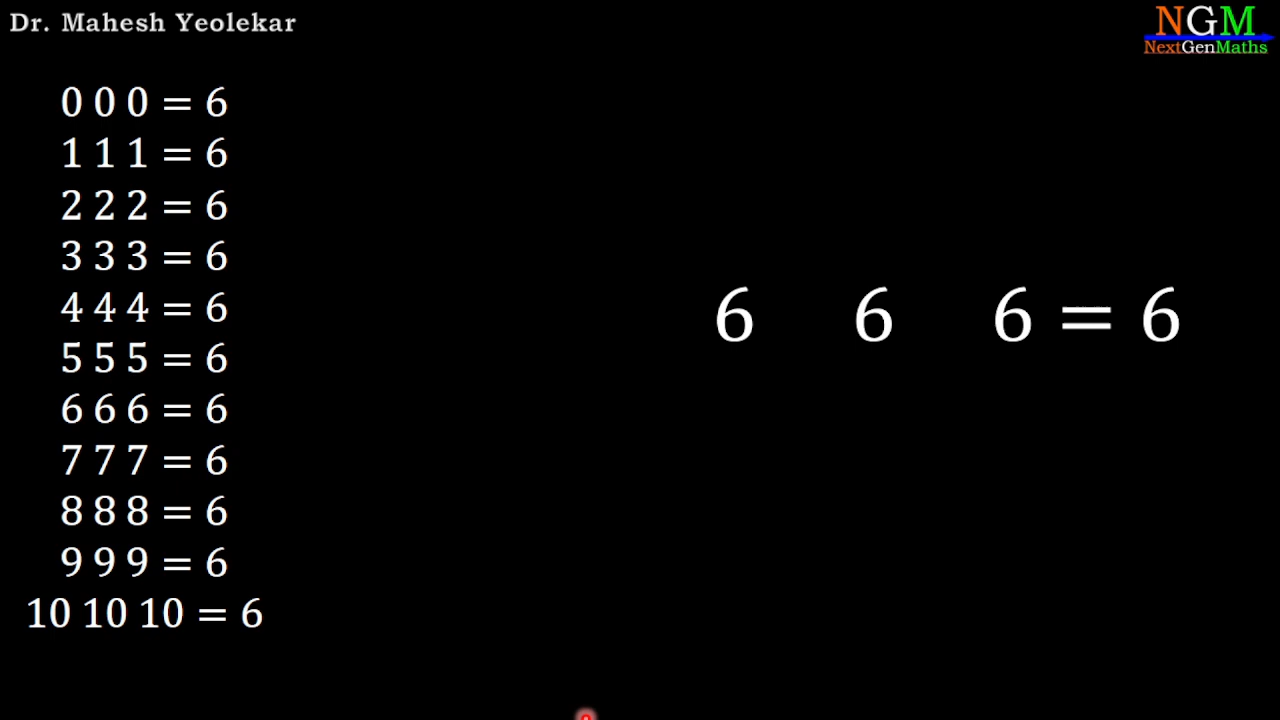 Dr. Mahesh Yeolekar
NGM
NextGenMaths
0 0 0 = 6
1 1 1 = 6
2 2 2 = 6
3 3 3 = 6
4 4 4 = 6
5 5 5 = 6
6 6 6 = 6
7 7 7 = 6
8 8 8 = 6
9 9 9 = 6
10 10 10 = 6
6 6 6 = 6